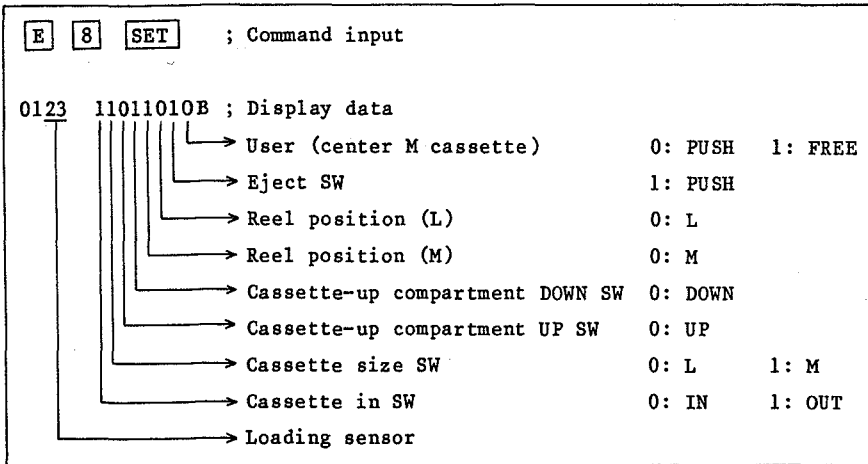 E 8 SET ; Command input
0123 11011010B ; Display data
User (center M cassette) 0: PUSH 1: FREE
Eject SW 1: PUSH
Reel position (L) 0: L
Reel position (M) 0: M
Cassette-up compartment DOWN SW 0: DOWN
Cassette-up compartment UP SW 0: UP
Cassette size SW 0: L 1: M
Cassette in SW 0: IN 1: OUT
Loading sensor